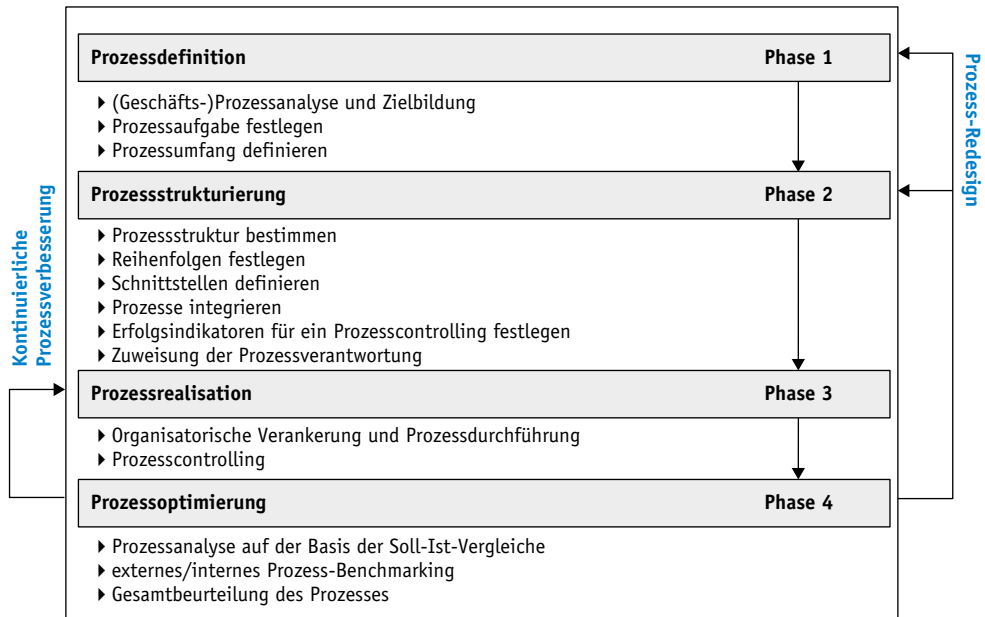 Prozessdefinition Phase 1
▸ (Geschäfts-)Prozessanalyse und Zielbildung
▸ Prozessaufgabe festlegen
▸ Prozessumfang definieren
Prozessstrukturierung Phase 2
▸ Prozessstruktur bestimmen
▸ Reihenfolgen festlegen
▸ Schnittstellen definieren
▸ Prozesse integrieren
▸ Erfolgsindikatoren für ein Prozesscontrolling festlegen
▸ Zuweisung der Prozessverantwortung
Prozessrealisation Phase 3
▸ Organisatorische Verankerung und Prozessdurchführung
▸ Prozesscontrolling
Prozessoptimierung Phase 4
▸ Prozessanalyse auf der Basis der Soll-Ist-Vergleiche
▸ externes/internes Prozess-Benchmarking
▸ Gesamtbeurteilung des Prozesses
Kontinuierliche
Prozessverbesserung
Prozess-Redesign